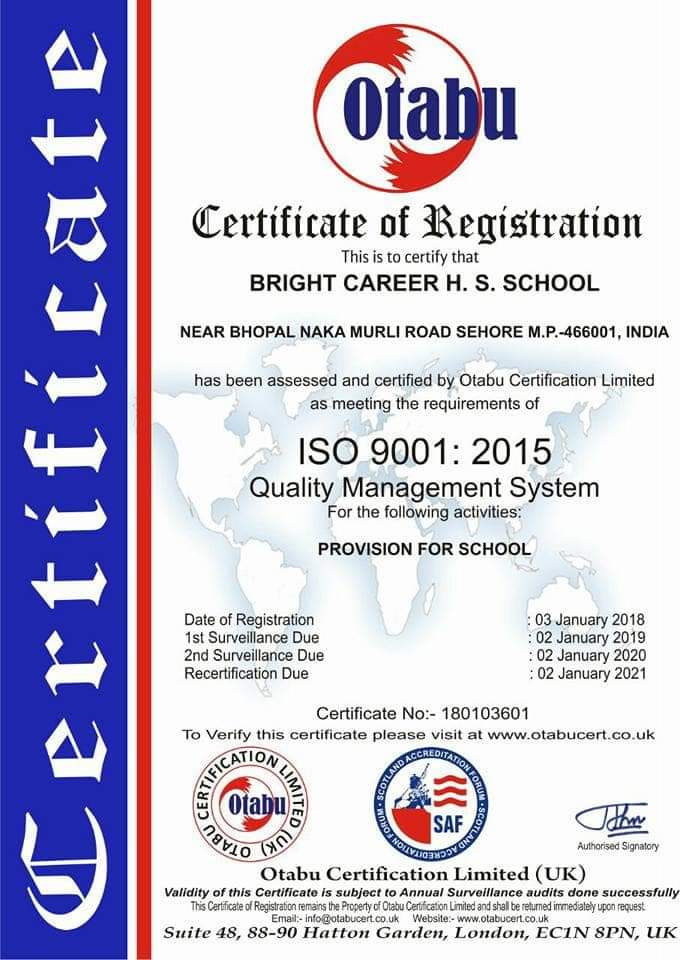 Certificate
Otabu
Certificate of Registration
This is to certify that
BRIGHT CAREER H. S. SCHOOL
NEAR BHOPAL NAKA MURLI ROAD SEHORE M.P.-466001, INDIA
has been assessed and certified by Otabu Certification Limited
as meeting the requirements of
ISO 9001: 2015
Quality Management System
For the following activities:
PROVISION FOR SCHOOL
Date of Registration : 03 January 2018
1st Surveillance Due : 02 January 2019
2nd Surveillance Due : 02 January 2020
Recertification Due : 02 January 2021
Certificate No:- 180103601
To Verify this certificate please visit at www.otabucert.co.uk
OTABU CERTIFICATION LIMITED (UK)
Otabu
SCOTLAND ACCREDITATION FORUM • SCOTLAND ACCREDITATION FORUM •
SAF
Authorised Signatory
Otabu Certification Limited (UK)
Validity of this Certificate is subject to Annual Surveillance audits done successfully
This Certificate of Registration remains the Property of Otabu Certification Limited and shall be returned immediately upon request.
Email:- info@otabucert.co.uk Website:- www.otabucert.co.uk
Suite 48, 88-90 Hatton Garden, London, EC1N 8PN, UK